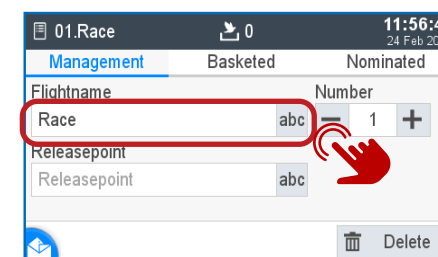 01.Race 0 11:56:4
24 Feb 20
Management Basketed Nominated
Flightname Number
Race abc 1
Releasepoint
Releasepoint abc
Delete